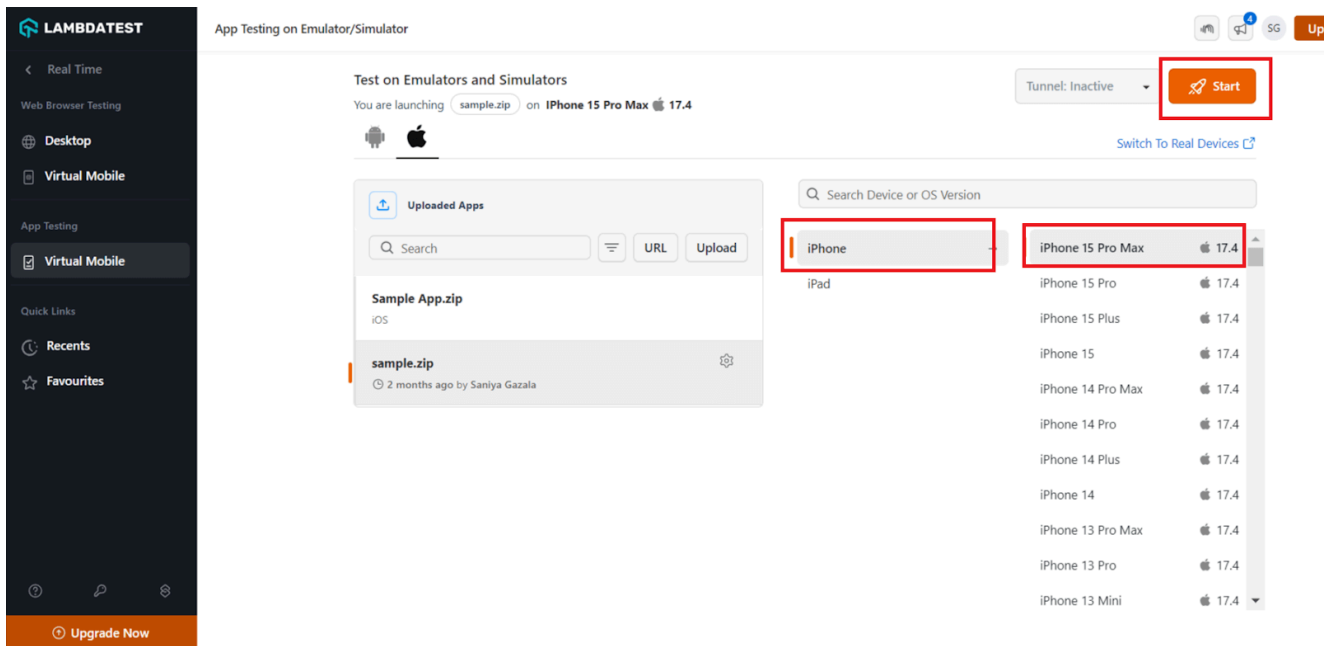 LAMBDATEST
Real Time
Web Browser Testing
Desktop
Virtual Mobile
App Testing
Virtual Mobile
Quick Links
Recents
Favourites
Upgrade Now
App Testing on Emulator/Simulator
4
SG
Up
Test on Emulators and Simulators
You are launching sample.zip on IPhone 15 Pro Max 17.4
Tunnel: Inactive
Start
Switch To Real Devices
Uploaded Apps
Search
URL
Upload
Sample App.zip
iOS
sample.zip
2 months ago by Saniya Gazala
Search Device or OS Version
iPhone
iPad
iPhone 15 Pro Max 17.4
iPhone 15 Pro 17.4
iPhone 15 Plus 17.4
iPhone 15 17.4
iPhone 14 Pro Max 17.4
iPhone 14 Pro 17.4
iPhone 14 Plus 17.4
iPhone 14 17.4
iPhone 13 Pro Max 17.4
iPhone 13 Pro 17.4
iPhone 13 Mini 17.4